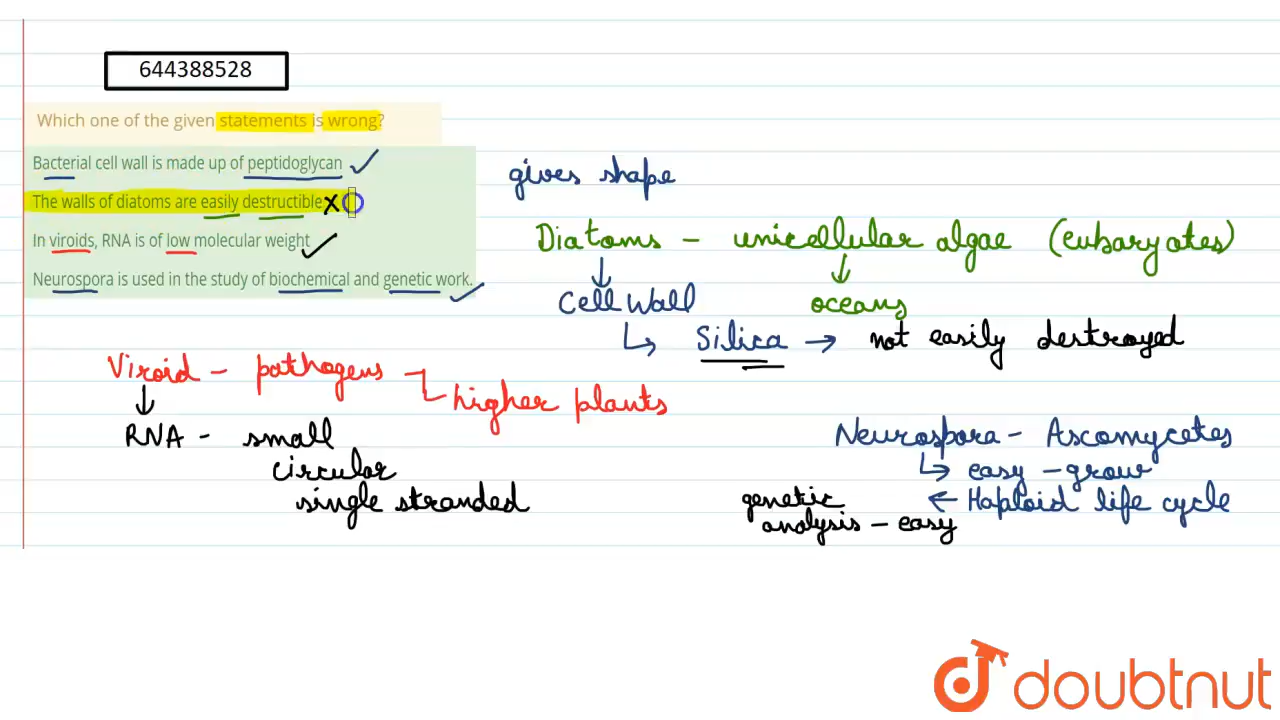 644388528
Which one of the given statements is wrong?
Bacterial cell wall is made up of peptidoglycan
The walls of diatoms are easily destructible
In viroids, RNA is of low molecular weight
Neurospora is used in the study of biochemical and genetic work.
gives shape
Diatoms - unicellular algae (eukaryotes)
Cell Wall
oceans
Silica → not easily destroyed
Viroid - pathogens
higher plants
RNA - small
circular
single stranded
Neurospora - Ascomycetes
easy - grow
Haploid life cycle
genetic
analysis - easy
doubtnut